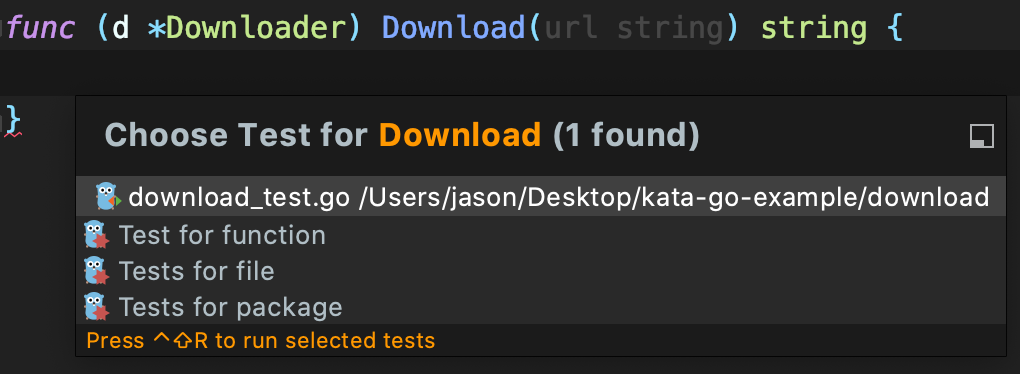 func (d *Downloader) Download(url string) string {
}
Choose Test for Download (1 found)
download_test.go /Users/jason/Desktop/kata-go-example/download
Test for function
Tests for file
Tests for package
Press ^⇧R to run selected tests